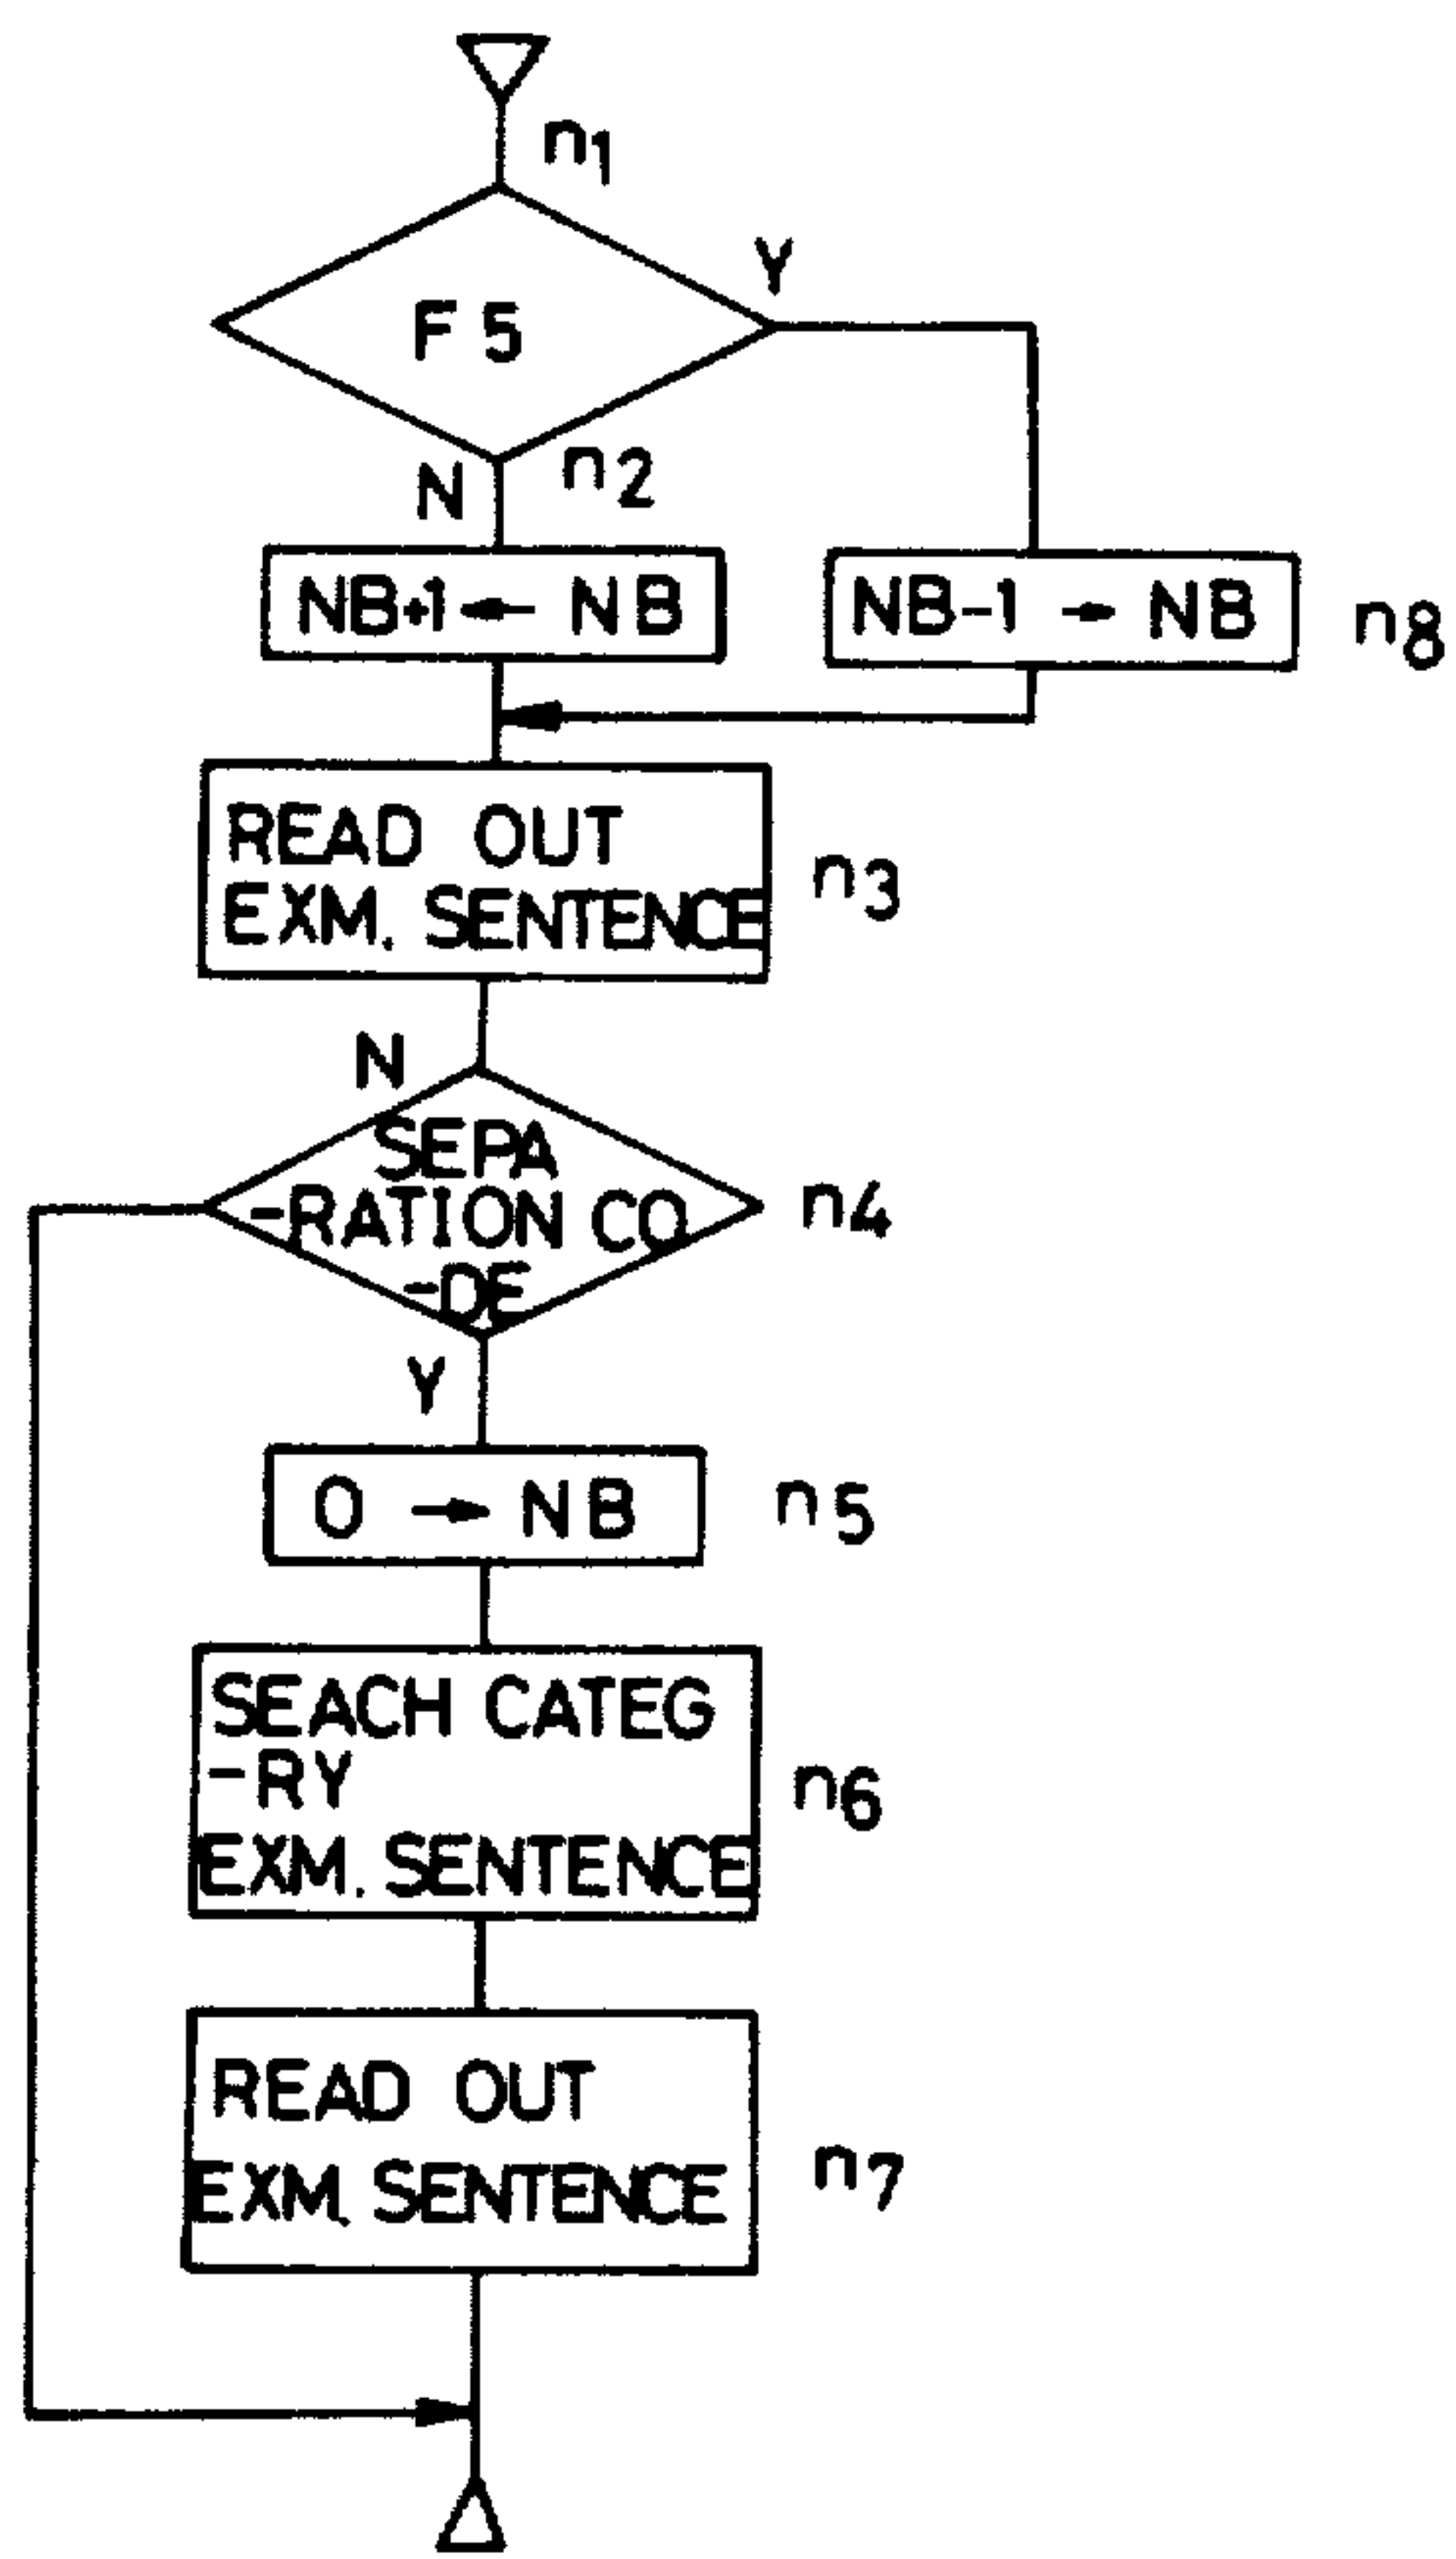 n1
Y
F5
N n2
NB+1 ← NB
NB-1 → NB n8
READ OUT
EXM. SENTENCE
n3
N
SEPA
-RATION CO
-DE
n4
Y
0 → NB n5
SEACH CATEG
-RY
EXM. SENTENCE
n6
READ OUT
EXM. SENTENCE
n7